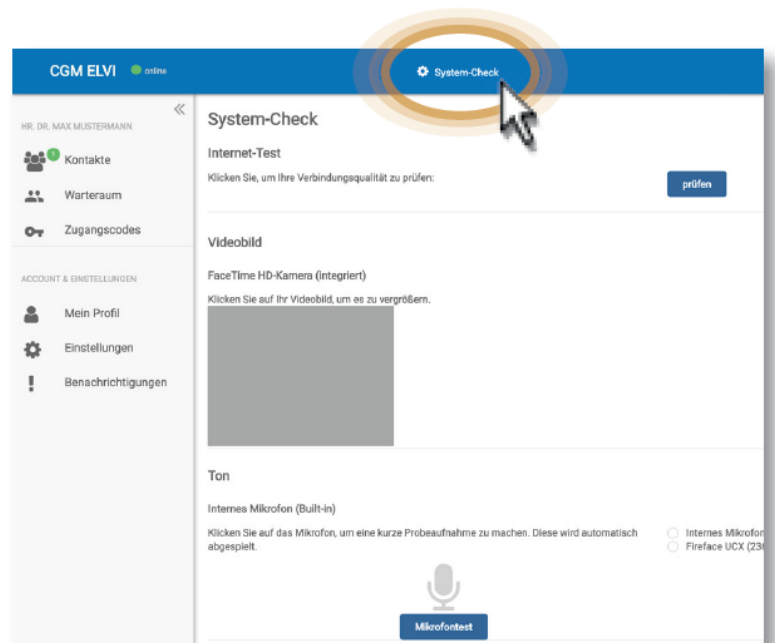 CGM ELVI online
System-Check
HR. DR. MAX MUSTERMANN
1
Kontakte
Warteraum
Zugangscodes
ACCOUNT & EINSTELLUNGEN
Mein Profil
Einstellungen
Benachrichtigungen
System-Check
Internet-Test
Klicken Sie, um Ihre Verbindungsqualität zu prüfen:
prüfen
Videobild
FaceTime HD-Kamera (integriert)
Klicken Sie auf Ihr Videobild, um es zu vergrößern.
Ton
Internes Mikrofon (Built-in)
Klicken Sie auf das Mikrofon, um eine kurze Probeaufnahme zu machen. Diese wird automatisch
abgespielt.
Internes Mikrofon
Fireface UCX (236
Mikrofontest